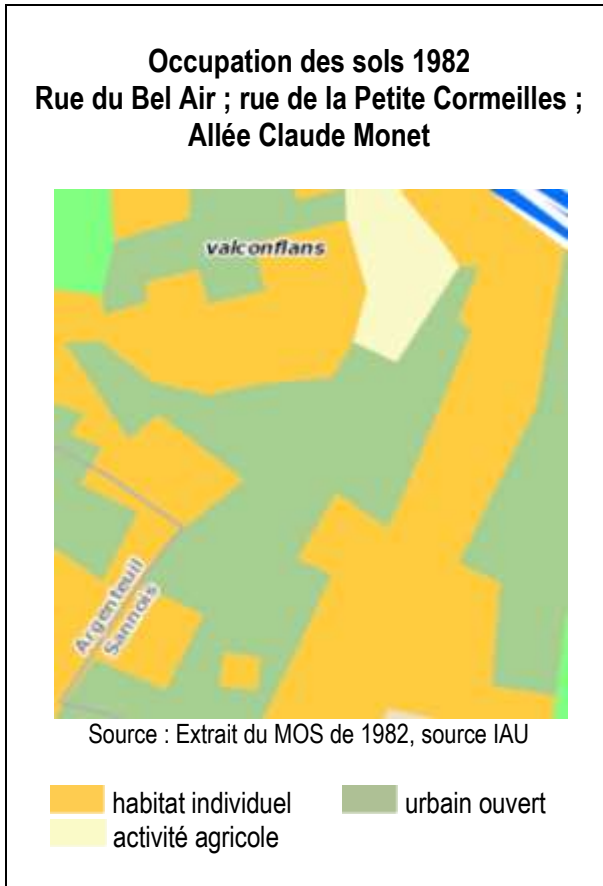 Occupation des sols 1982
Rue du Bel Air ; rue de la Petite Cormeilles ;
Allée Claude Monet
valconflans
Argenteuil
Sannois
Source : Extrait du MOS de 1982, source IAU
habitat individuel
urbain ouvert
activité agricole